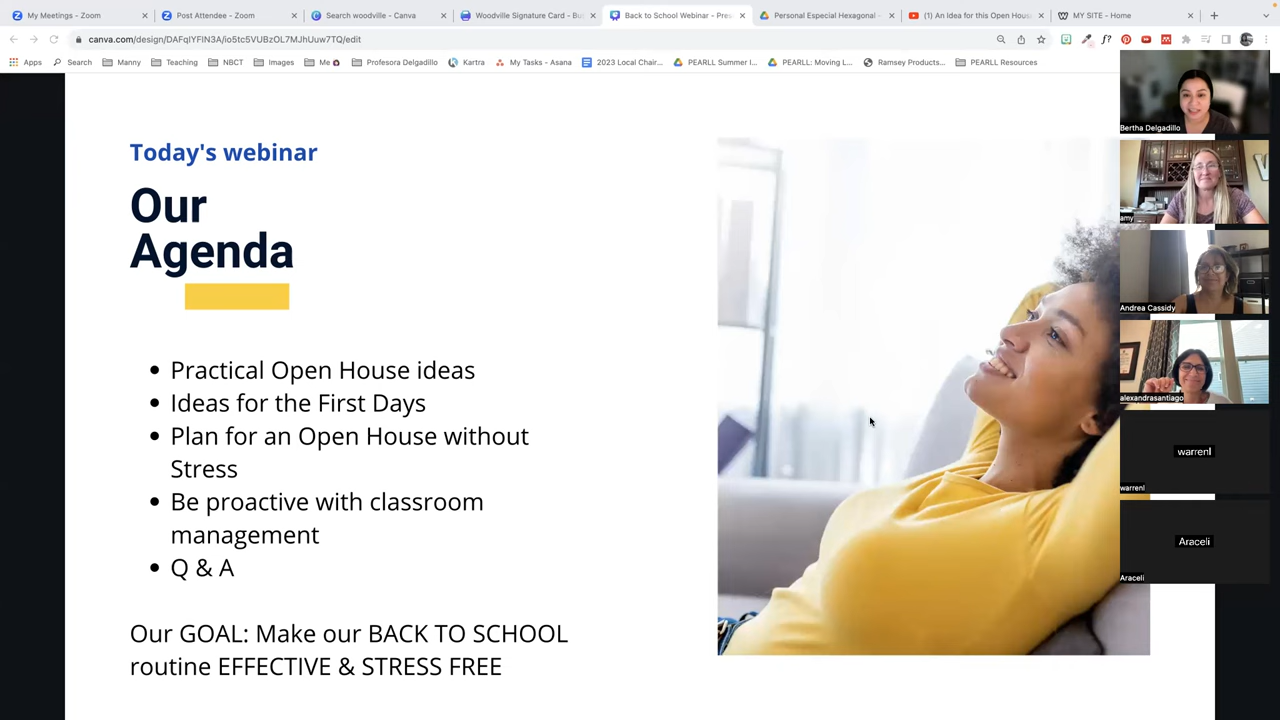 My Meetings - Zoom
Post Attendee - Zoom
Search woodville - Canva
Woodville Signature Card - Bu
Back to School Webinar - Pres
Personal Especial Hexagonal -
(1) An Idea for this Open Hous
MY SITE - Home
canva.com/design/DAFqIYFIN3A/io5tc5VUBzOL7MJhUuw7TQ/edit
Apps
Search
Manny
Teaching
NBCT
Images
Me
Profesora Delgadillo
Kartra
My Tasks - Asana
2023 Local Chair...
PEARLL Summer I...
PEARLL: Moving L...
Ramsey Products...
PEARLL Resources
Today's webinar
Our
Agenda
• Practical Open House ideas
• Ideas for the First Days
• Plan for an Open House without
Stress
• Be proactive with classroom
management
• Q & A
Our GOAL: Make our BACK TO SCHOOL
routine EFFECTIVE & STRESS FREE
Bertha Delgadillo
amy
Andrea Cassidy
alexandrasantiago
warrenl
warrenl
Araceli
Araceli